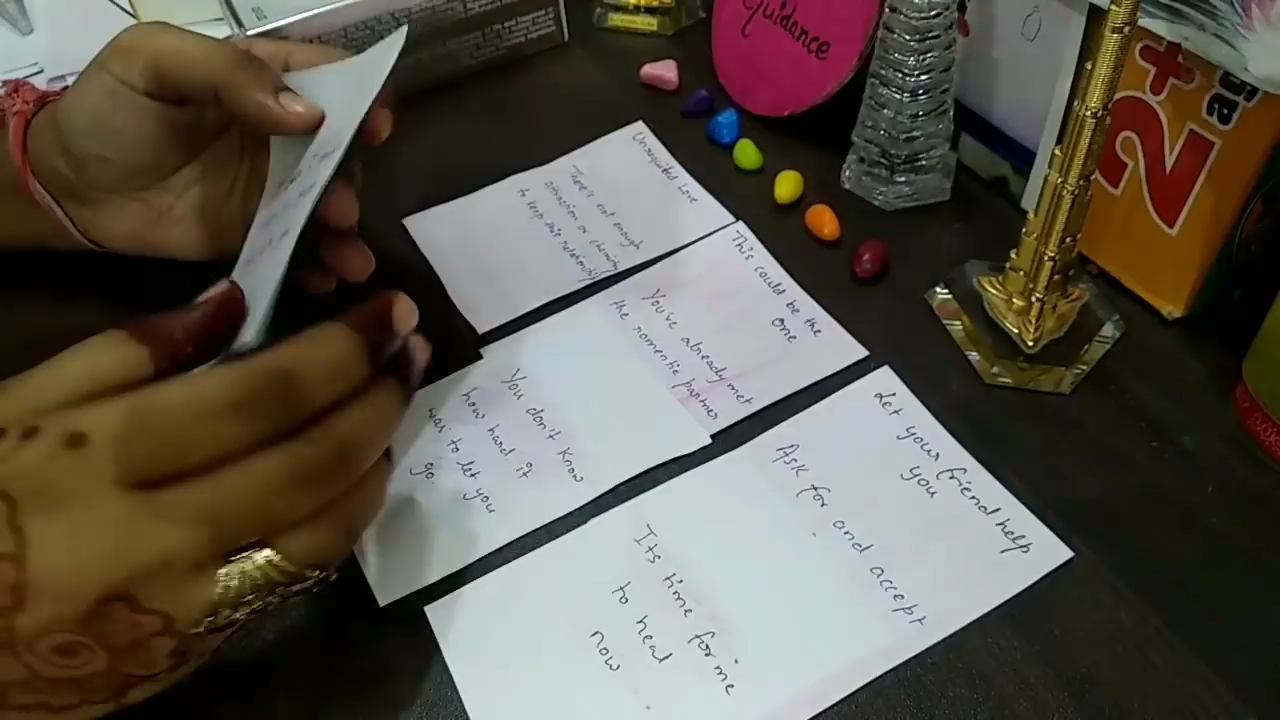 Guidance
2+
Unrequited Love
There's not enough
attraction or chemistry
to keep this relationship
This could be the
one
You've already met
the romentic partner
You don't know
how hard it
was to let you
go.
Let your friend help
you
Ask for and accept
Its time for me
to heal
now